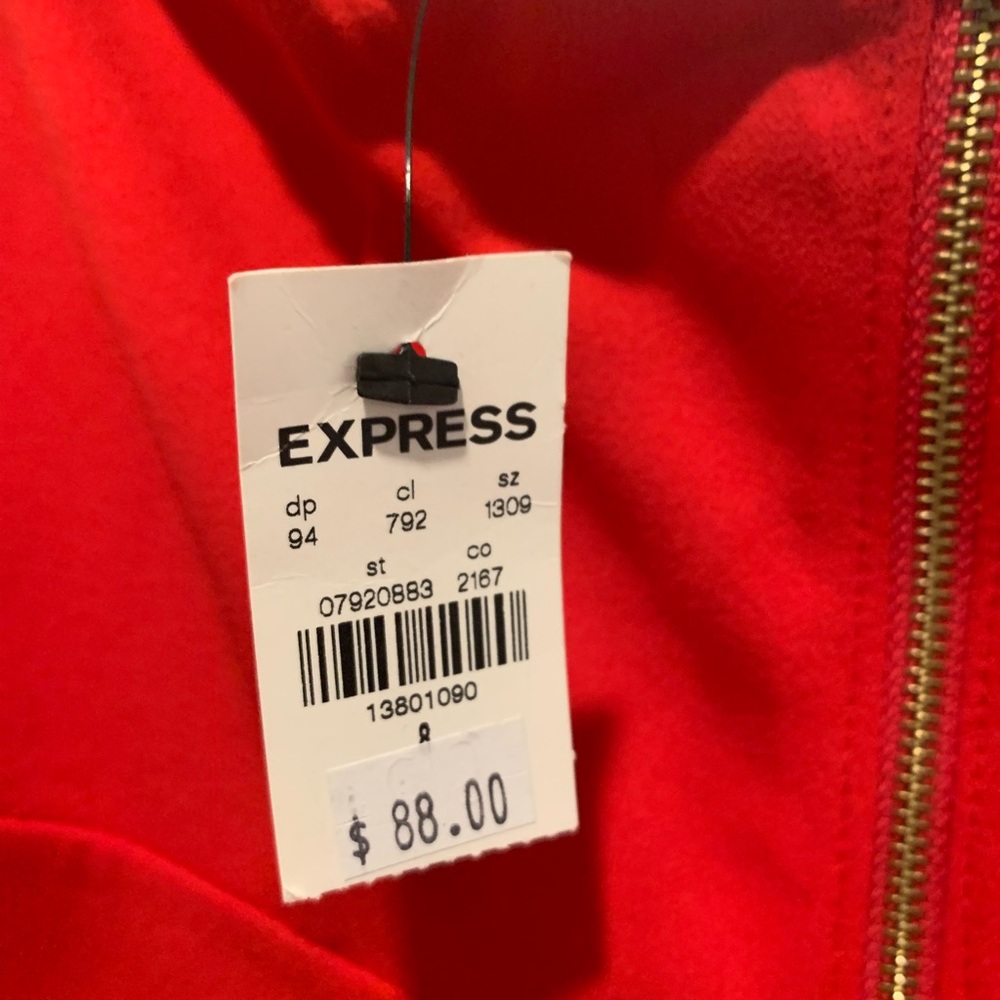 EXPRESS
dp cl sz
94 792 1309
st co
07920883 2167
13801090
8
$ 88.00